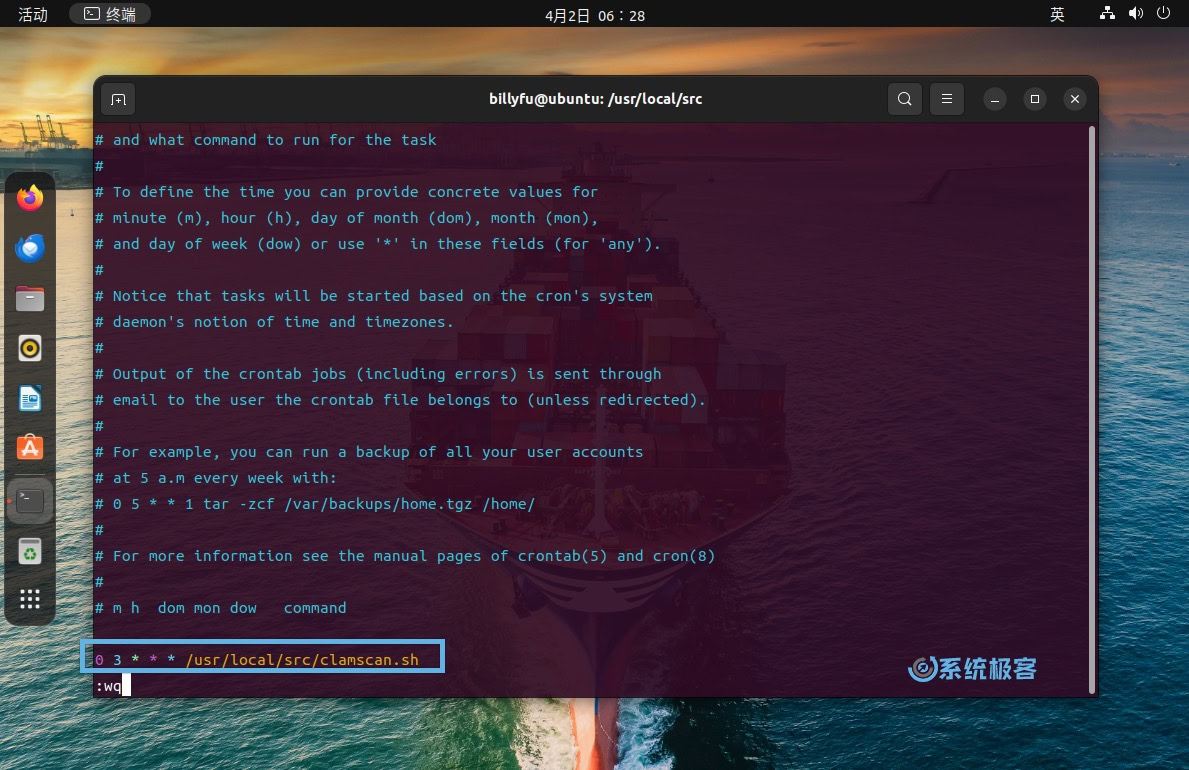 活动 终端 4月2日 06：28 英
billyfu@ubuntu: /usr/local/src
# and what command to run for the task
#
# To define the time you can provide concrete values for
# minute (m), hour (h), day of month (dom), month (mon),
# and day of week (dow) or use '*' in these fields (for 'any').
#
# Notice that tasks will be started based on the cron's system
# daemon's notion of time and timezones.
#
# Output of the crontab jobs (including errors) is sent through
# email to the user the crontab file belongs to (unless redirected).
#
# For example, you can run a backup of all your user accounts
# at 5 a.m every week with:
# 0 5 * * 1 tar -zcf /var/backups/home.tgz /home/
#
# For more information see the manual pages of crontab(5) and cron(8)
#
# m h  dom mon dow   command
0 3 * * * /usr/local/src/clamscan.sh
:wq
系统极客